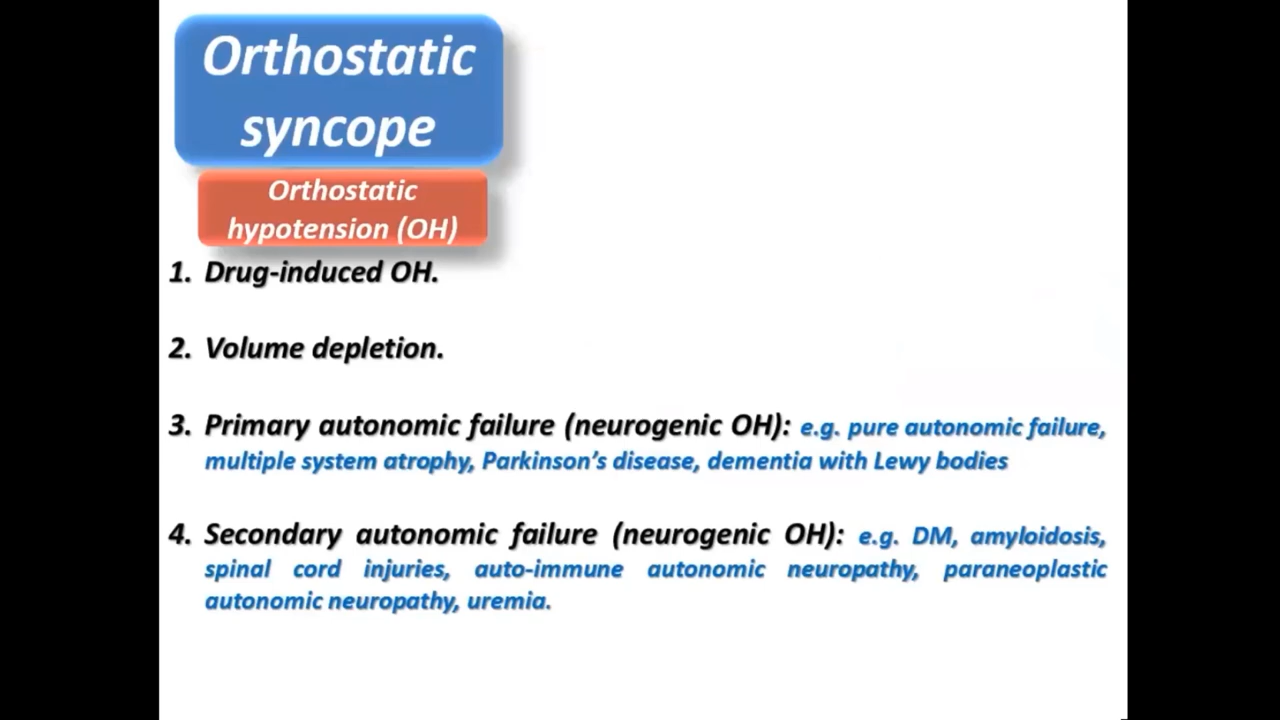 Orthostatic
syncope
Orthostatic
hypotension (OH)
1. Drug-induced OH.
2. Volume depletion.
3. Primary autonomic failure (neurogenic OH): e.g. pure autonomic failure,
multiple system atrophy, Parkinson’s disease, dementia with Lewy bodies
4. Secondary autonomic failure (neurogenic OH): e.g. DM, amyloidosis,
spinal cord injuries, auto-immune autonomic neuropathy, paraneoplastic
autonomic neuropathy, uremia.